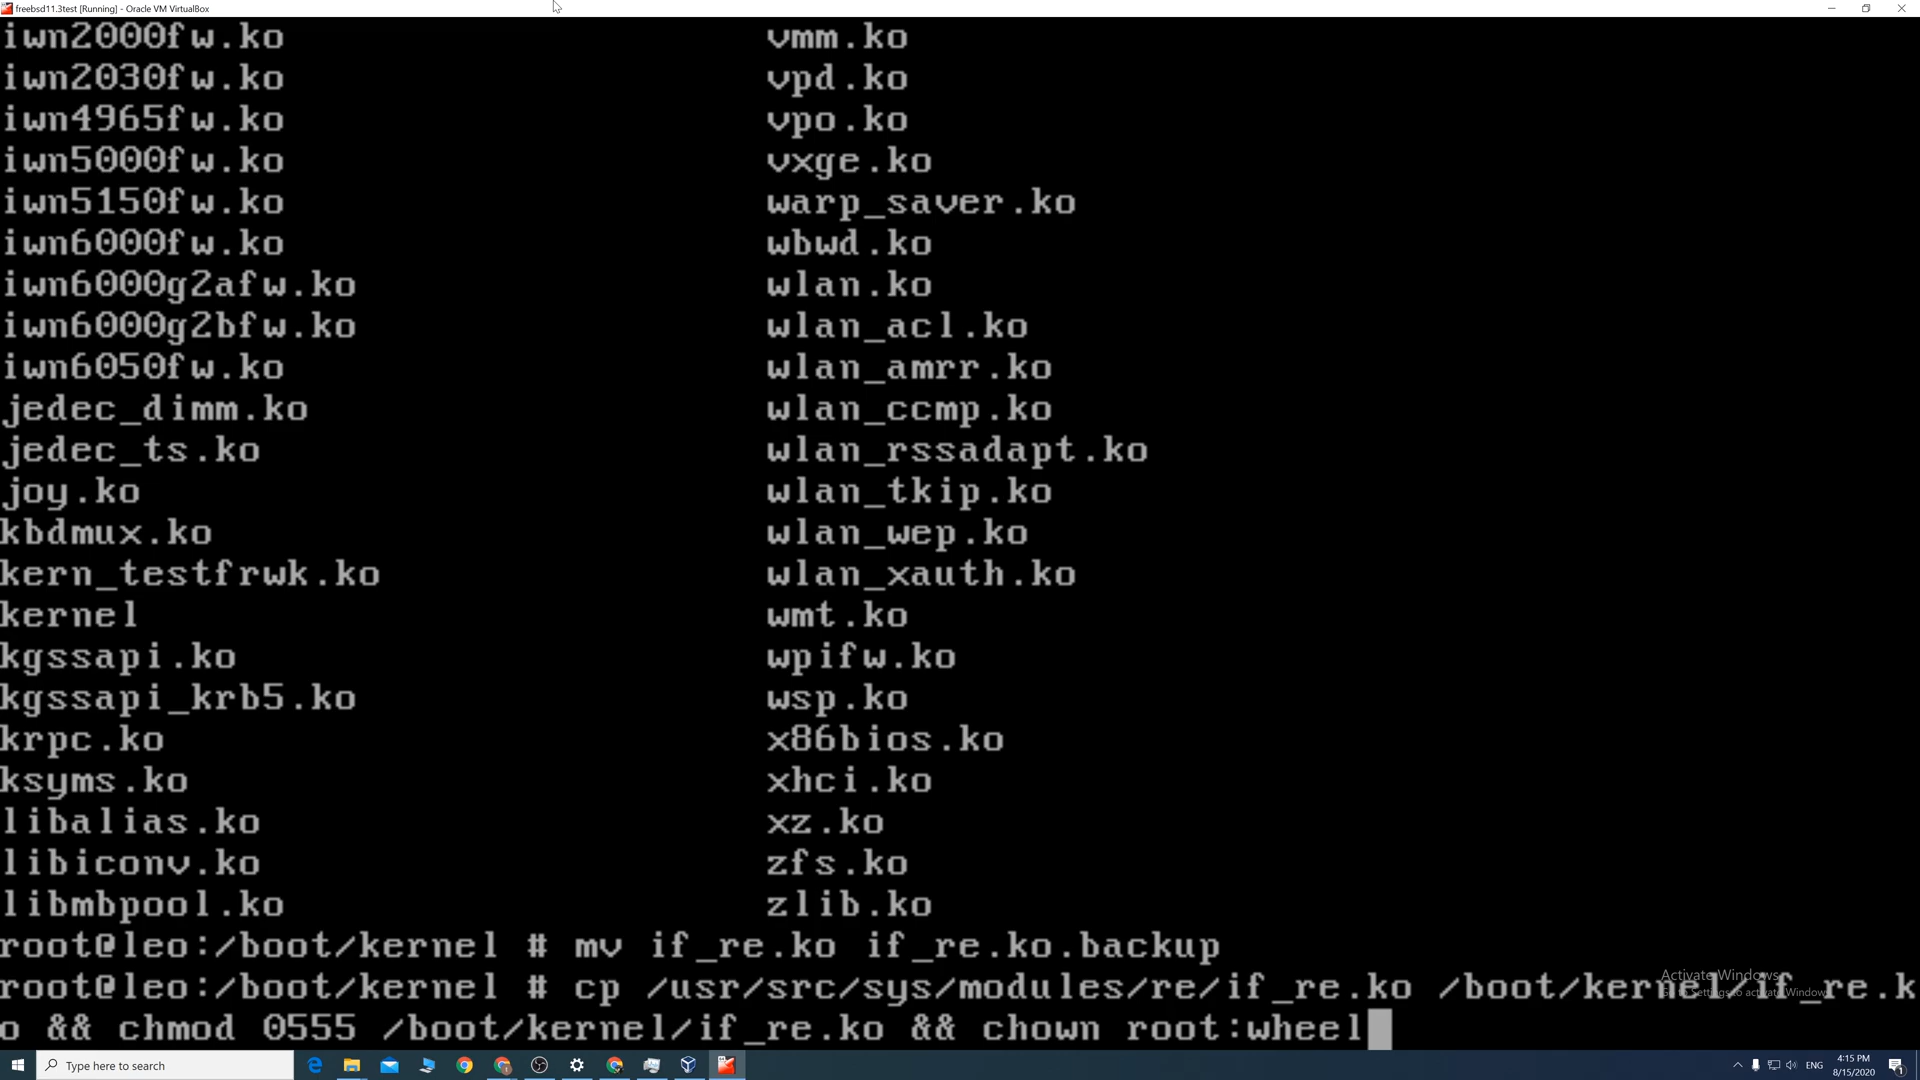 freebsd11.3test [Running] - Oracle VM VirtualBox
iwn2000fw.ko vmm.ko
iwn2030fw.ko vpd.ko
iwn4965fw.ko vpo.ko
iwn5000fw.ko vxge.ko
iwn5150fw.ko warp_saver.ko
iwn6000fw.ko wbwd.ko
iwn6000g2afw.ko wlan.ko
iwn6000g2bfw.ko wlan_acl.ko
iwn6050fw.ko wlan_amrr.ko
jedec_dimm.ko wlan_ccmp.ko
jedec_ts.ko wlan_rssadapt.ko
joy.ko wlan_tkip.ko
kbdmux.ko wlan_wep.ko
kern_testfrwk.ko wlan_xauth.ko
kernel wmt.ko
kgssapi.ko wpifw.ko
kgssapi_krb5.ko wsp.ko
krpc.ko x86bios.ko
ksyms.ko xhci.ko
libalias.ko xz.ko
libiconv.ko zfs.ko
libmbpool.ko zlib.ko
root@leo:/boot/kernel # mv if_re.ko if_re.ko.backup
root@leo:/boot/kernel # cp /usr/src/sys/modules/re/if_re.ko /boot/kernel/if_re.k
o && chmod 0555 /boot/kernel/if_re.ko && chown root:wheel
Activate Windows
Go to Settings to activate Windows.
Type here to search
ENG
4:15 PM
8/15/2020
1